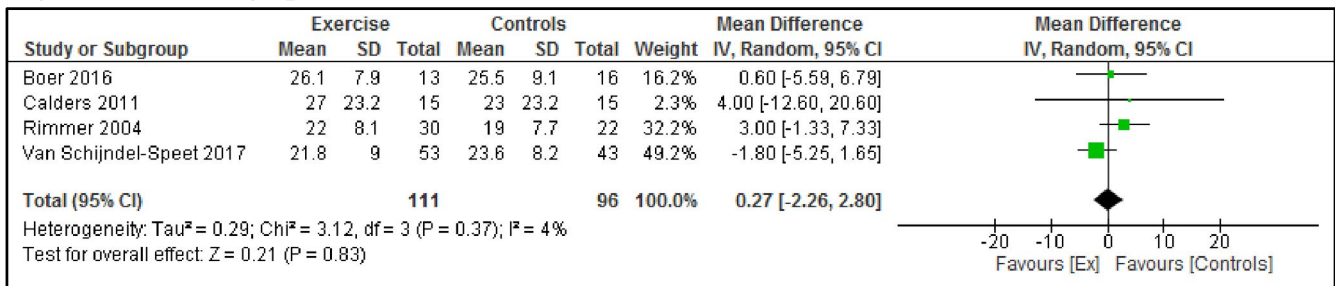 Exercise Controls Mean Difference Mean Difference
Study or Subgroup Mean SD Total Mean SD Total Weight IV, Random, 95% CI IV, Random, 95% CI
Boer 2016 26.1 7.9 13 25.5 9.1 16 16.2% 0.60 [-5.59, 6.79]
Calders 2011 27 23.2 15 23 23.2 15 2.3% 4.00 [-12.60, 20.60]
Rimmer 2004 22 8.1 30 19 7.7 22 32.2% 3.00 [-1.33, 7.33]
Van Schijndel-Speet 2017 21.8 9 53 23.6 8.2 43 49.2% -1.80 [-5.25, 1.65]
Total (95% CI) 111 96 100.0% 0.27 [-2.26, 2.80]
Heterogeneity: Tau² = 0.29; Chi² = 3.12, df = 3 (P = 0.37); I² = 4%
Test for overall effect: Z = 0.21 (P = 0.83)
-20 -10 0 10 20
Favours [Ex] Favours [Controls]